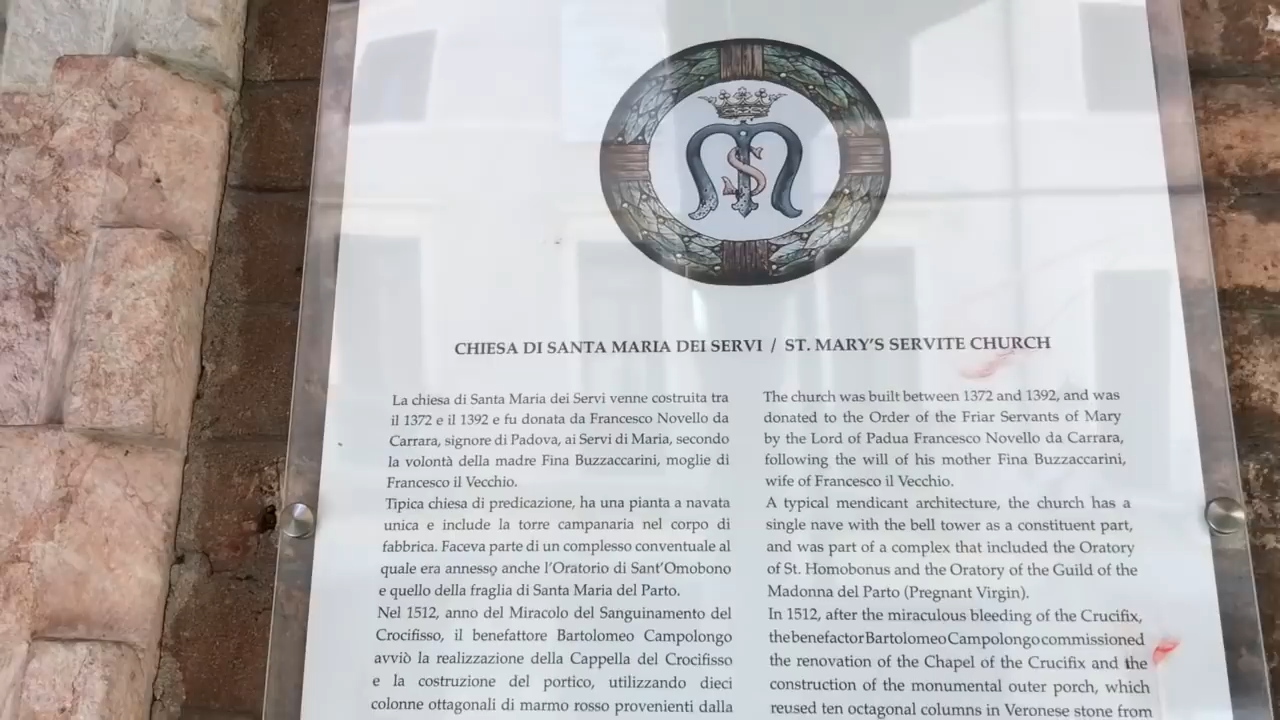 CHIESA DI SANTA MARIA DEI SERVI / ST. MARY'S SERVITE CHURCH
La chiesa di Santa Maria dei Servi venne costruita tra
il 1372 e il 1392 e fu donata da Francesco Novello da
Carrara, signore di Padova, ai Servi di Maria, secondo
la volontà della madre Fina Buzzaccarini, moglie di
Francesco il Vecchio.
Tipica chiesa di predicazione, ha una pianta a navata
unica e include la torre campanaria nel corpo di
fabbrica. Faceva parte di un complesso conventuale al
quale era annesso anche l'Oratorio di Sant'Omobono
e quello della fraglia di Santa Maria del Parto.
Nel 1512, anno del Miracolo del Sanguinamento del
Crocifisso, il benefattore Bartolomeo Campolongo
avviò la realizzazione della Cappella del Crocifisso
e la costruzione del portico, utilizzando dieci
colonne ottagonali di marmo rosso provenienti dalla
The church was built between 1372 and 1392, and was
donated to the Order of the Friar Servants of Mary
by the Lord of Padua Francesco Novello da Carrara,
following the will of his mother Fina Buzzaccarini,
wife of Francesco il Vecchio.
A typical mendicant architecture, the church has a
single nave with the bell tower as a constituent part,
and was part of a complex that included the Oratory
of St. Homobonus and the Oratory of the Guild of the
Madonna del Parto (Pregnant Virgin).
In 1512, after the miraculous bleeding of the Crucifix,
the benefactor Bartolomeo Campolongo commissioned
the renovation of the Chapel of the Crucifix and the
construction of the monumental outer porch, which
reused ten octagonal columns in Veronese stone from